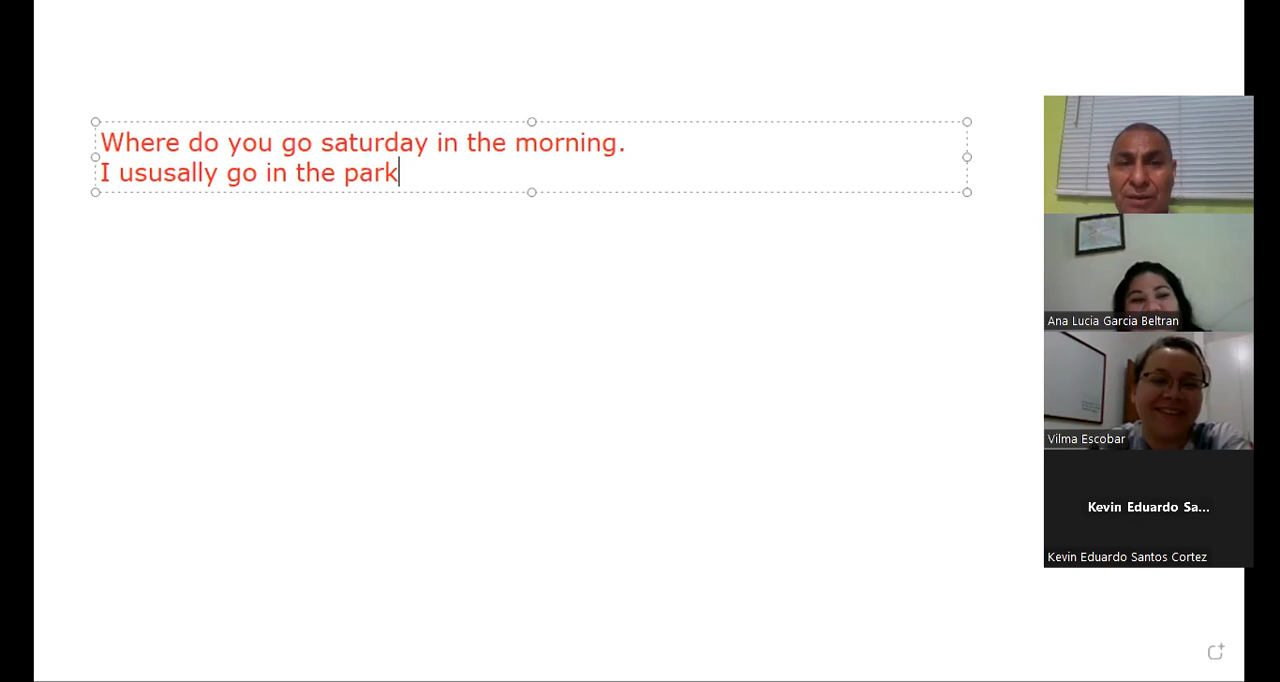 Where do you go saturday in the morning.
I ususally go in the park
Ana Lucia Garcia Beltran
Vilma Escobar
Kevin Eduardo Sa...
Kevin Eduardo Santos Cortez